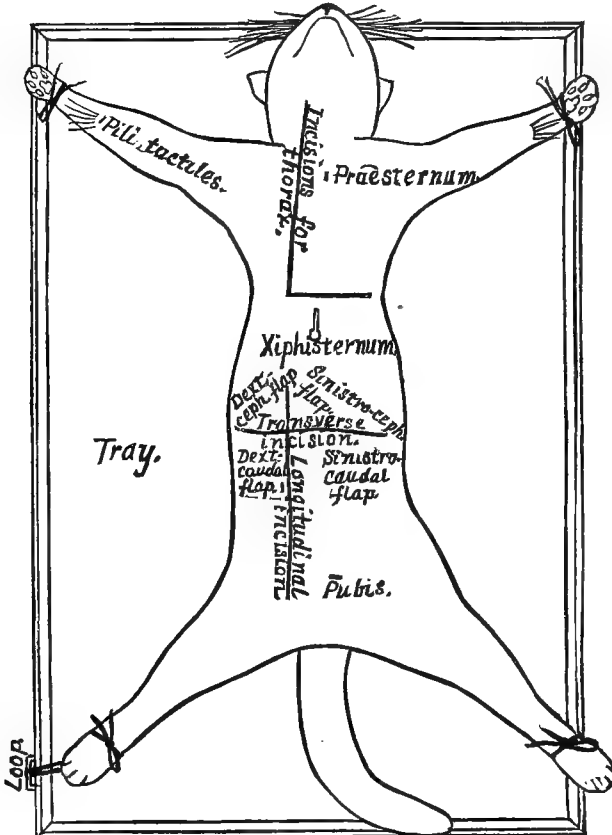 Pili tactiles.
Incisions for
thorax.
Praesternum.
Xiphisternum.
Dext.-
ceph. flap
Sinistro-ceph.
flap.
Transverse
incision.
Dext.-
caudal
flap.
Longitudinal
incision
Sinistro-
caudal
flap
Tray.
Pubis.
Loop.